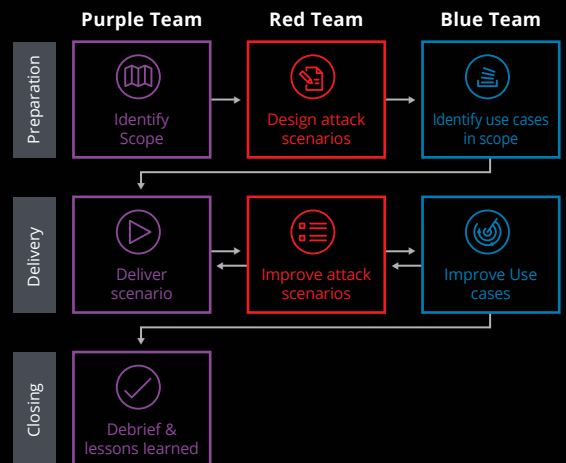 Purple Team
Red Team
Blue Team
Preparation
Identify
Scope
Design attack
scenarios
Identify use cases
in scope
Delivery
Deliver
scenario
Improve attack
scenarios
Improve Use
cases
Closing
Debrief &
lessons learned